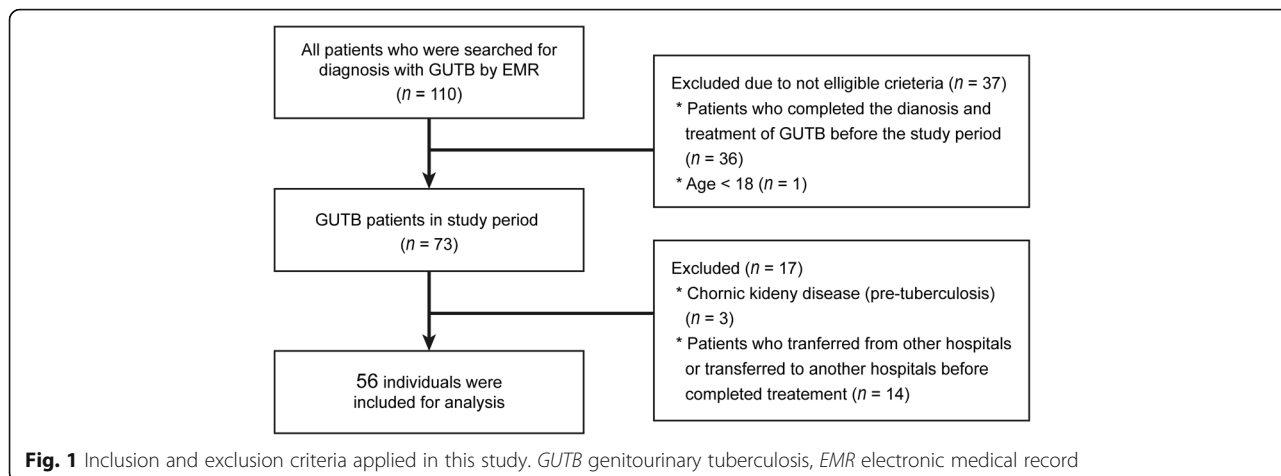 All patients who were searched for
diagnosis with GUTB by EMR
(n = 110)
Excluded due to not elligible crieteria (n = 37)
* Patients who completed the dianosis and
treatment of GUTB before the study period
(n = 36)
* Age < 18 (n = 1)
GUTB patients in study period
(n = 73)
Excluded (n = 17)
* Chornic kideny disease (pre-tuberculosis)
(n = 3)
* Patients who tranferred from other hospitals
or transferred to another hospitals before
completed treatement (n = 14)
56 individuals were
included for analysis
Fig. 1 Inclusion and exclusion criteria applied in this study. GUTB genitourinary tuberculosis, EMR electronic medical record